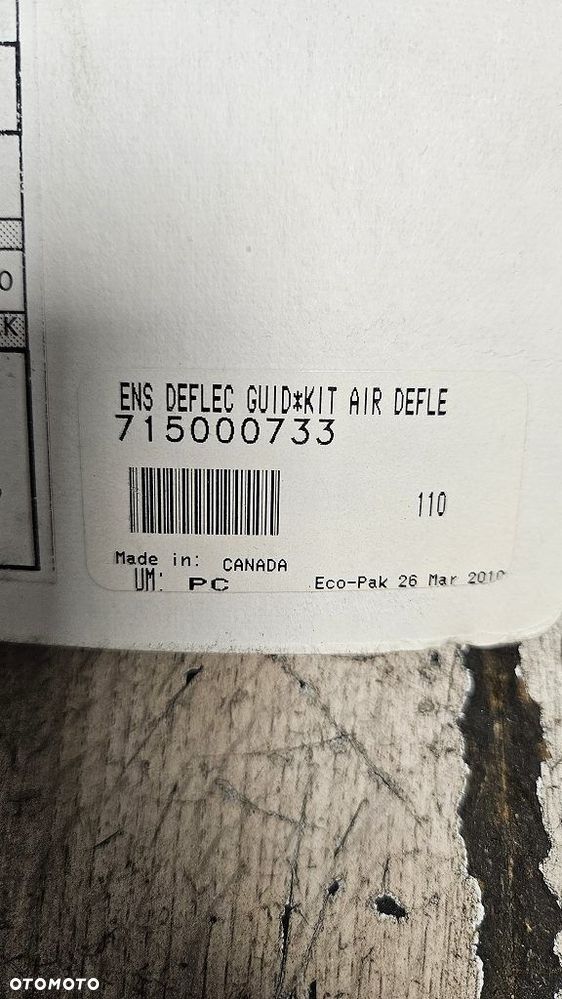 O
K
ENS DEFLEC GUID*KIT AIR DEFLE
715000733
110
Made in: CANADA
UM: PC Eco-Pak 26 Mar 2010
OTOMOTO